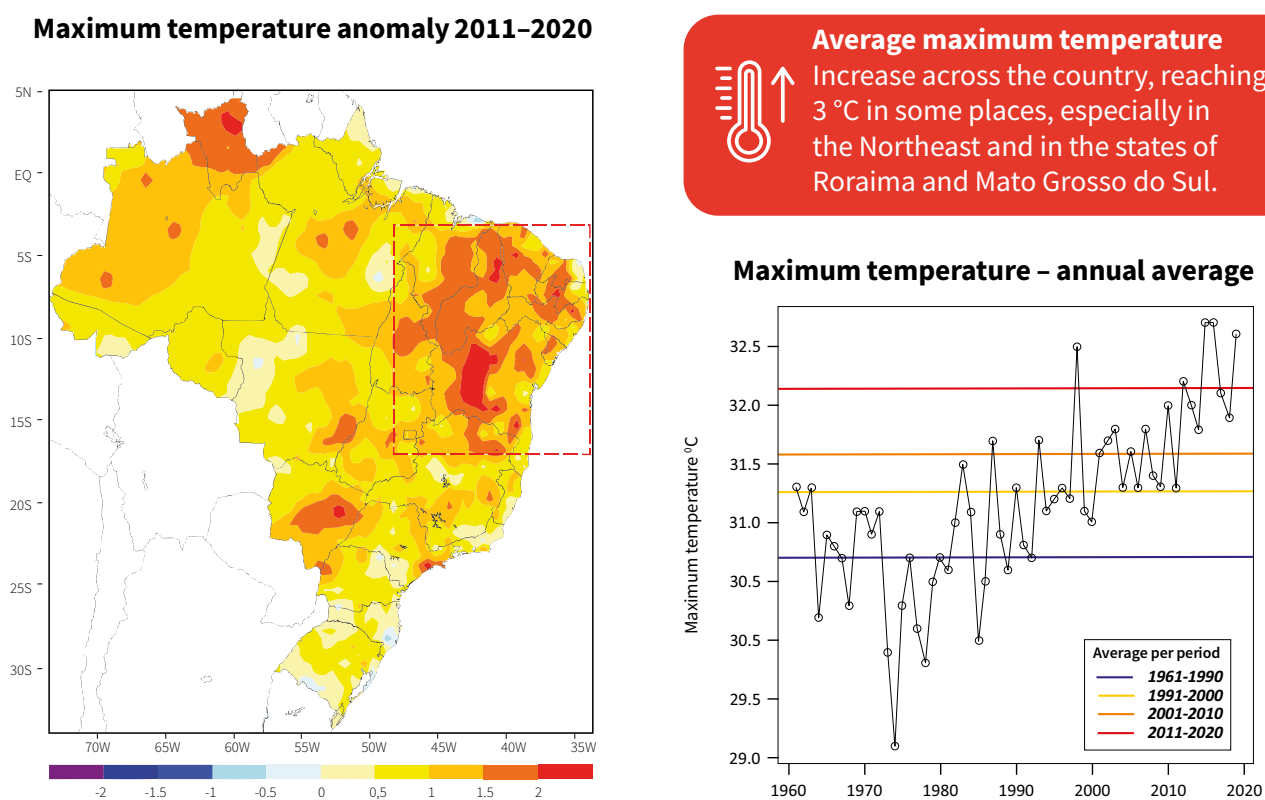 Maximum temperature anomaly 2011–2020
5N
EQ
5S
10S
15S
20S
25S
30S
70W 65W 60W 55W 50W 45W 40W 35W
-2 -1.5 -1 -0.5 0 0,5 1 1.5 2
Average maximum temperature
Increase across the country, reaching
3 °C in some places, especially in
the Northeast and in the states of
Roraima and Mato Grosso do Sul.
Maximum temperature – annual average
Maximum temperature ⁰C
32.5
32.0
31.5
31.0
30.5
30.5
29.5
29.0
1960 1970 1980 1990 2000 2010 2020
Average per period
1961-1990
1991-2000
2001-2010
2011-2020